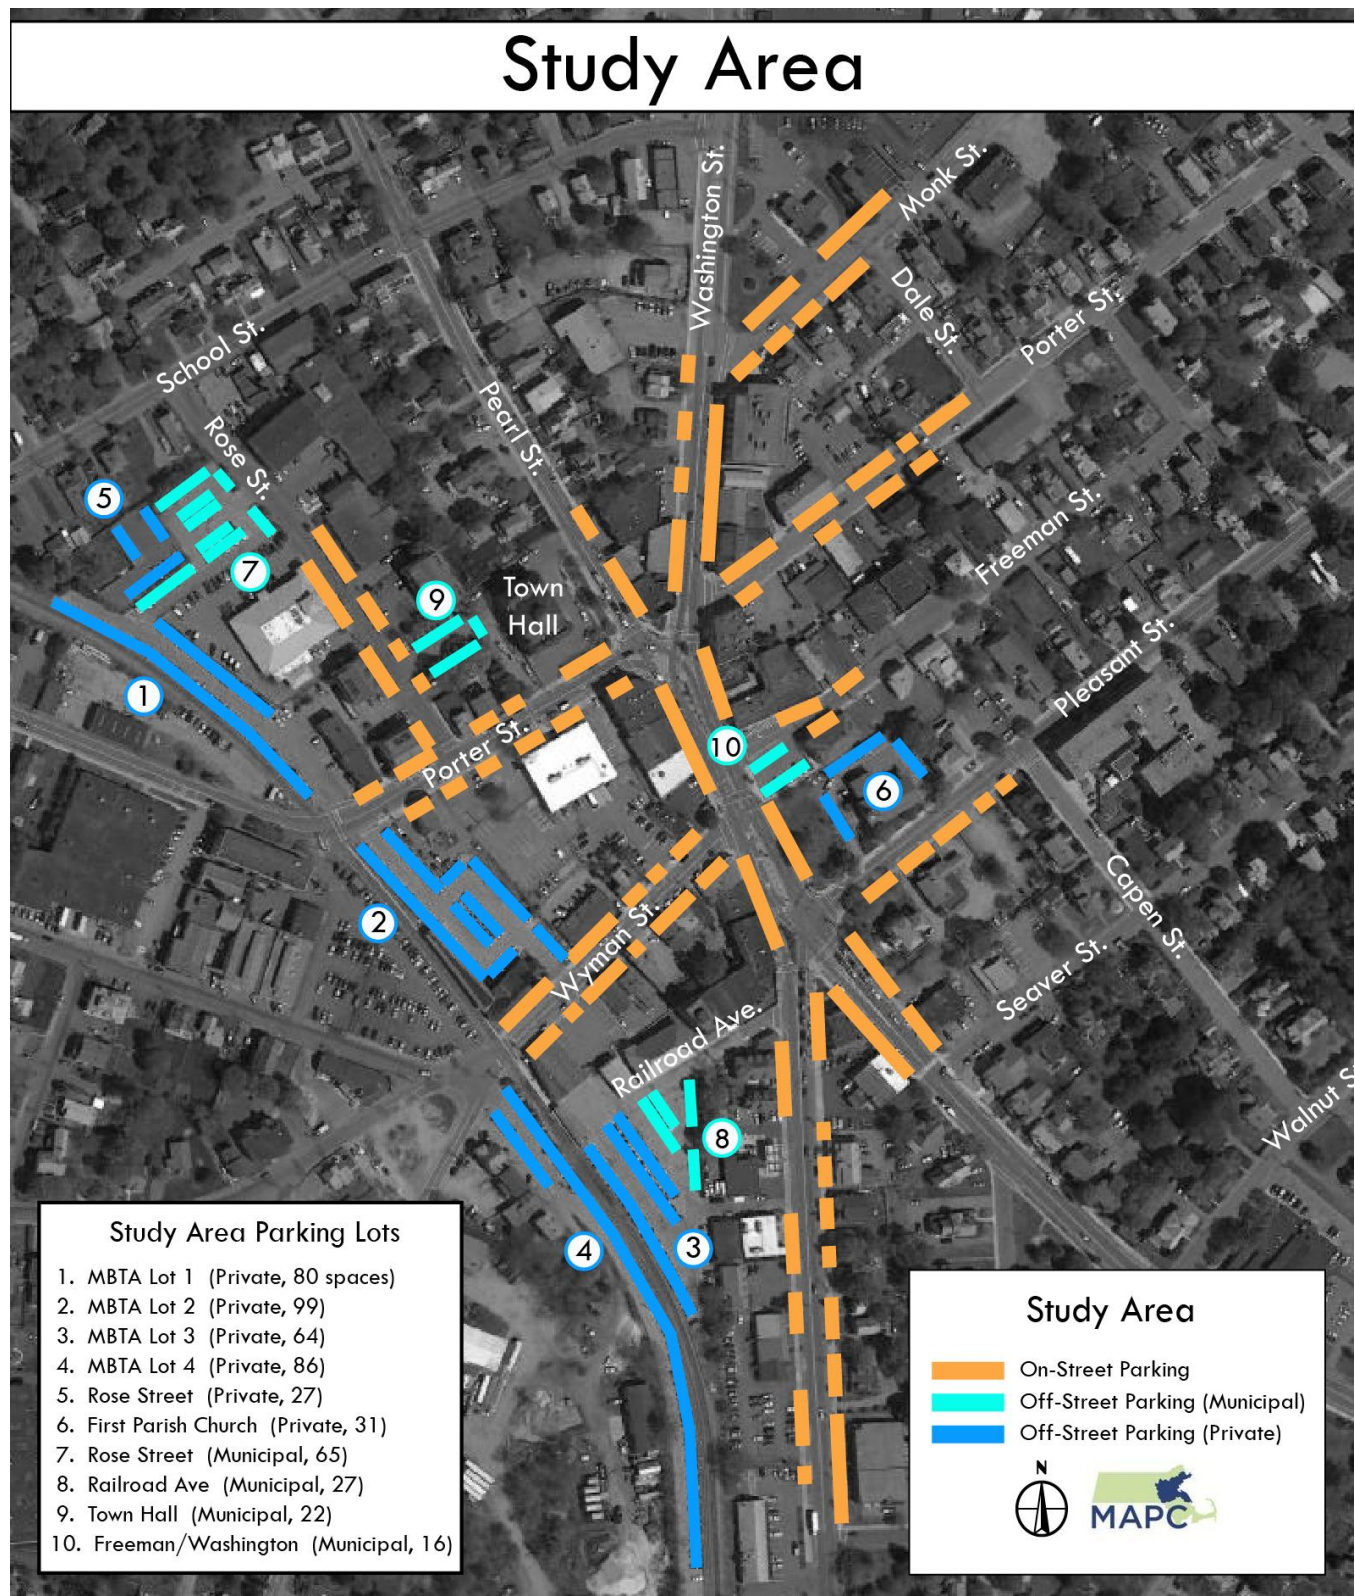 Study Area
Washington St.
Monk St.
Dale St.
Porter St.
School St.
Pearl St.
Rose St.
Freeman St.
5
7
9
Town
Hall
Pleasant St.
1
10
6
Porter St.
Capen St.
2
Wyman St.
Seaver St.
Railroad Ave.
Walnut S
8
4
3
Study Area Parking Lots
1. MBTA Lot 1 (Private, 80 spaces)
2. MBTA Lot 2 (Private, 99)
3. MBTA Lot 3 (Private, 64)
4. MBTA Lot 4 (Private, 86)
5. Rose Street (Private, 27)
6. First Parish Church (Private, 31)
7. Rose Street (Municipal, 65)
8. Railroad Ave (Municipal, 27)
9. Town Hall (Municipal, 22)
10. Freeman/Washington (Municipal, 16)
Study Area
On-Street Parking
Off-Street Parking (Municipal)
Off-Street Parking (Private)
N
MAPC